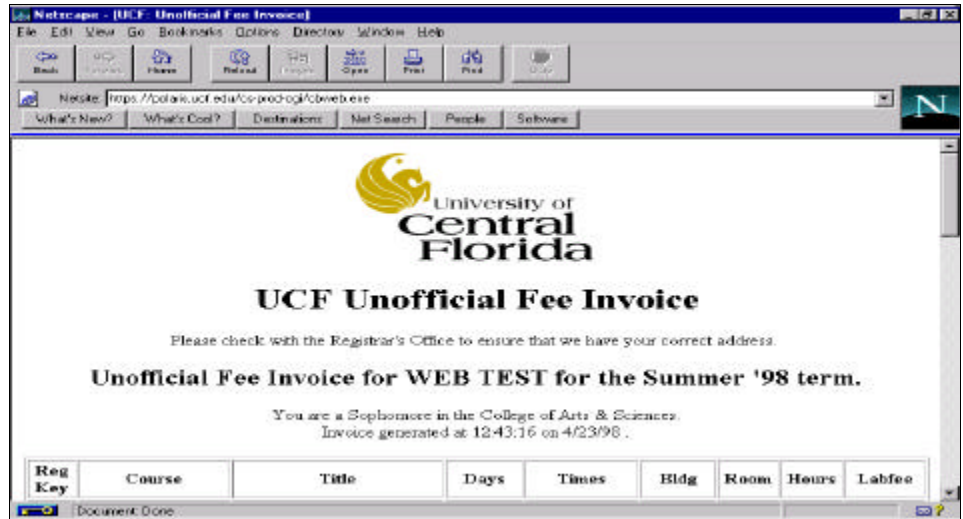 Netscape - [UCF: Unofficial Fee Invoice]
File Edit View Go Bookmarks Options Directory Window Help
Back Forward Home Reload Images Open Print Find Stop
Netsite: https://polaris.ucf.edu/cs-prod-cgi/cbweb.exe
What's New? What's Cool? Destinations Net Search People Software
N
University of
Central
Florida
UCF Unofficial Fee Invoice
Please check with the Registrar's Office to ensure that we have your correct address.
Unofficial Fee Invoice for WEB TEST for the Summer '98 term.
You are a Sophomore in the College of Arts & Sciences.
Invoice generated at 12:43:16 on 4/23/98 .
Reg Key Course Title Days Times Bldg Room Hours Labfee
Document: Done